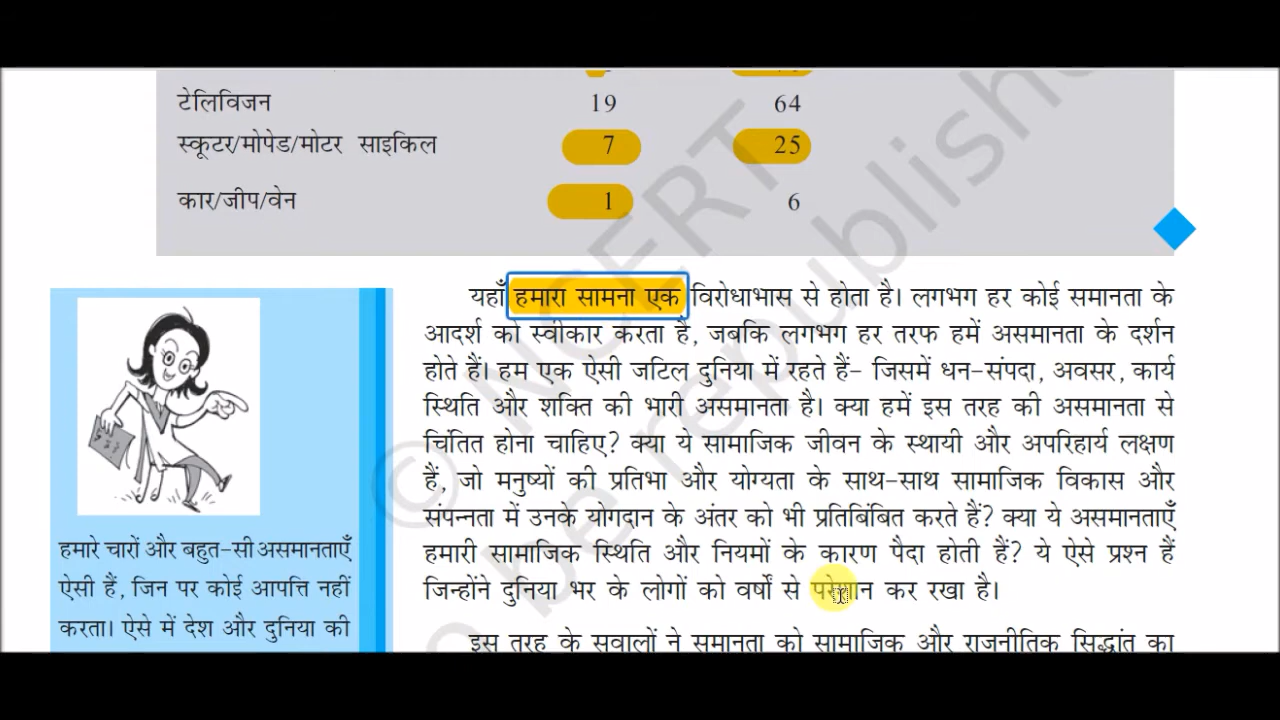 टेलिविजन 19 64
स्कूटर/मोपेड/मोटर साइकिल 7 25
कार/जीप/वेन 1 6
यहाँ हमारा सामना एक विरोधाभास से होता है। लगभग हर कोई समानता के
आदर्श को स्वीकार करता है, जबकि लगभग हर तरफ हमें असमानता के दर्शन
होते हैं। हम एक ऐसी जटिल दुनिया में रहते हैं– जिसमें धन-संपदा, अवसर, कार्य
स्थिति और शक्ति की भारी असमानता है। क्या हमें इस तरह की असमानता से
चिंतित होना चाहिए? क्या ये सामाजिक जीवन के स्थायी और अपरिहार्य लक्षण
हैं, जो मनुष्यों की प्रतिभा और योग्यता के साथ-साथ सामाजिक विकास और
संपन्नता में उनके योगदान के अंतर को भी प्रतिबिंबित करते हैं? क्या ये असमानताएँ
हमारी सामाजिक स्थिति और नियमों के कारण पैदा होती हैं? ये ऐसे प्रश्न हैं
जिन्होंने दुनिया भर के लोगों को वर्षों से परेशान कर रखा है।
इस तरह के सवालों ने समानता को सामाजिक और राजनीतिक सिद्धांत का
हमारे चारों और बहुत-सी असमानताएँ
ऐसी हैं, जिन पर कोई आपत्ति नहीं
करता। ऐसे में देश और दुनिया की
© NCERT
be republishe